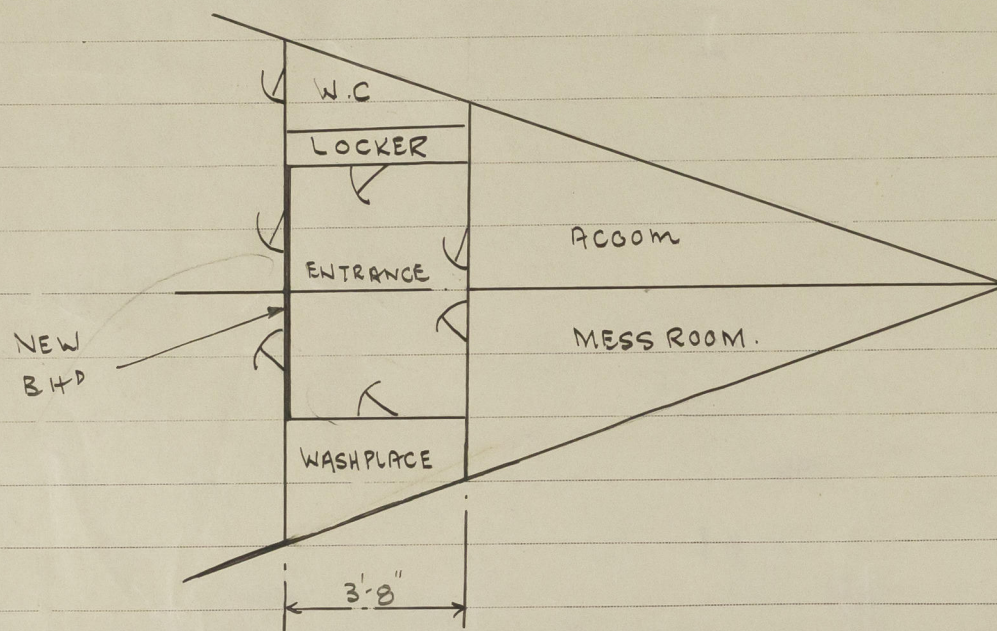 W.C
LOCKER
ACCOM
ENTRANCE
NEW
BHD
MESS ROOM.
WASHPLACE
3'-8"